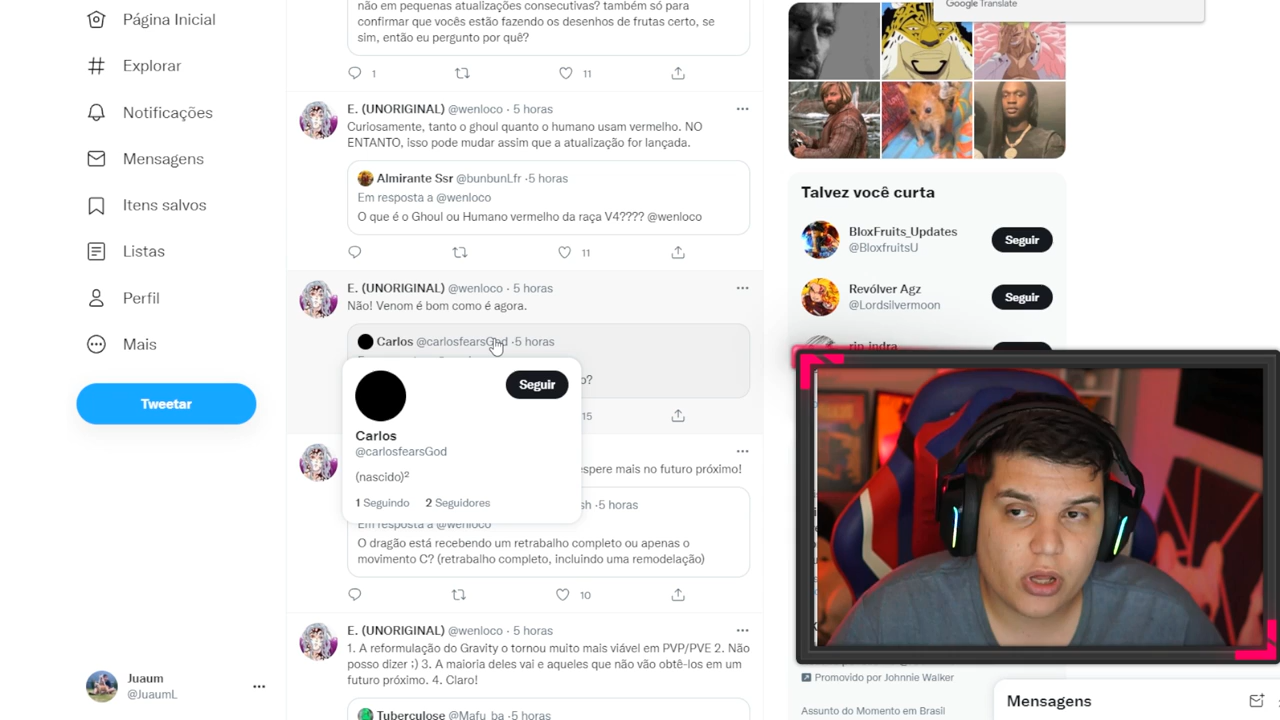 Página Inicial
Explorar
Notificações
Mensagens
Itens salvos
Listas
Perfil
Mais
Tweetar
Juaum
@JuaumL
não em pequenas atualizações consecutivas? também só para
confirmar que vocês estão fazendo os desenhos de frutas certo, se
sim, então eu pergunto por quê?
1
11
E. (UNORIGINAL) @wenloco · 5 horas
Curiosamente, tanto o ghoul quanto o humano usam vermelho. NO
ENTANTO, isso pode mudar assim que a atualização for lançada.
Almirante Ssr @bunbunLfr ·5 horas
Em resposta a @wenloco
O que é o Ghoul ou Humano vermelho da raça V4???? @wenloco
11
E. (UNORIGINAL) @wenloco · 5 horas
Não! Venom é bom como é agora.
Carlos @carlosfearsGod ·5 horas
15
Seguir
Carlos
@carlosfearsGod
(nascido)²
1 Seguindo 2 Seguidores
espere mais no futuro próximo!
·5 horas
Em resposta a @wenloco
O dragão está recebendo um retrabalho completo ou apenas o
movimento C? (retrabalho completo, incluindo uma remodelação)
10
E. (UNORIGINAL) @wenloco · 5 horas
1. A reformulação do Gravity o tornou muito mais viável em PVP/PVE 2. Não
posso dizer :) 3. A maioria deles vai e aqueles que não vão obtê-los em um
futuro próximo. 4. Claro!
Tuberculose @Mafu_ba ·5 horas
Google Translate
Talvez você curta
BloxFruits_Updates
@BloxfruitsU
Seguir
Revólver Agz
@Lordsilvermoon
Seguir
rip_indra
Promovido por Johnnie Walker
Assunto do Momento em Brasil
Mensagens